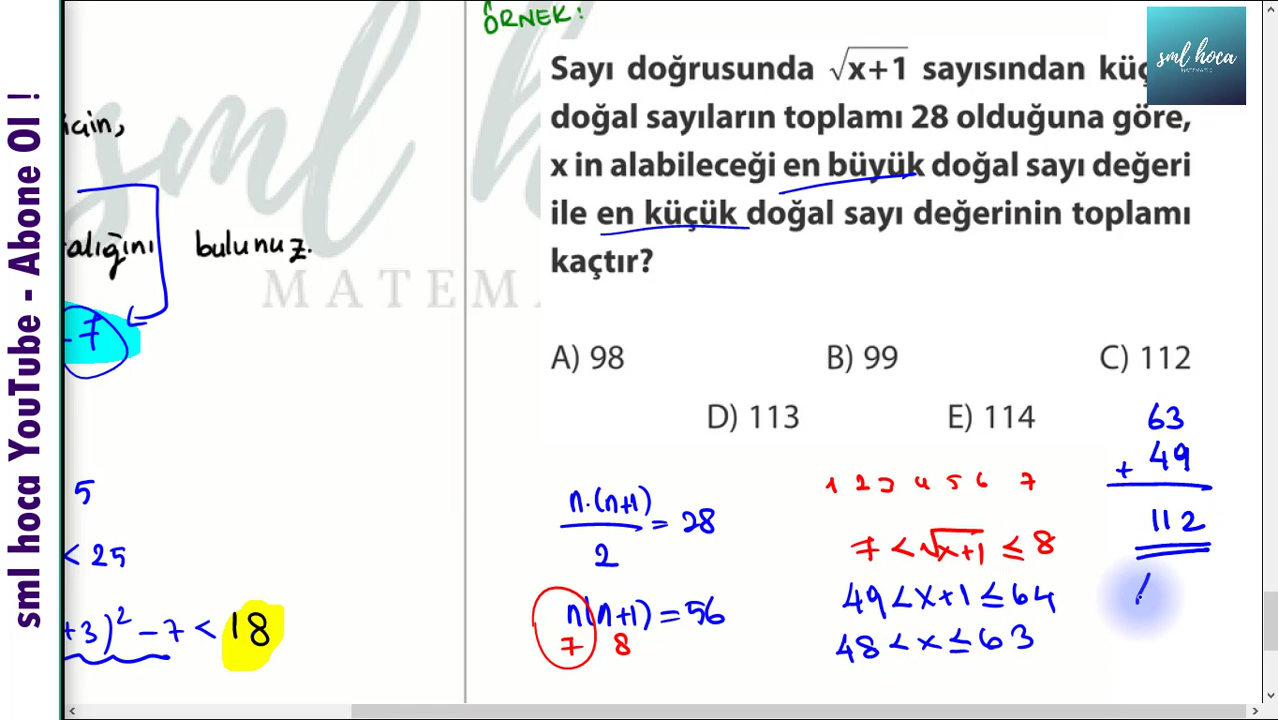 sml hoca YouTube - Abone Ol !
için,
bulunuz.
-7
5
< 25
+3)² - 7 < 18
ÖRNEK:
sml hoca
MATEMATİK
Sayı doğrusunda √x+1 sayısından küç
doğal sayıların toplamı 28 olduğuna göre,
x in alabileceği en büyük doğal sayı değeri
ile en küçük doğal sayı değerinin toplamı
kaçtır?
sml
MATEM
A) 98 B) 99 C) 112
D) 113 E) 114
n.(n+1)/2 = 28
n(n+1) = 56
7 8
1 2 3 4 5 6 7
7 < √x+1 ≤ 8
49 < x+1 ≤ 64
48 < x ≤ 63
63
+ 49
112